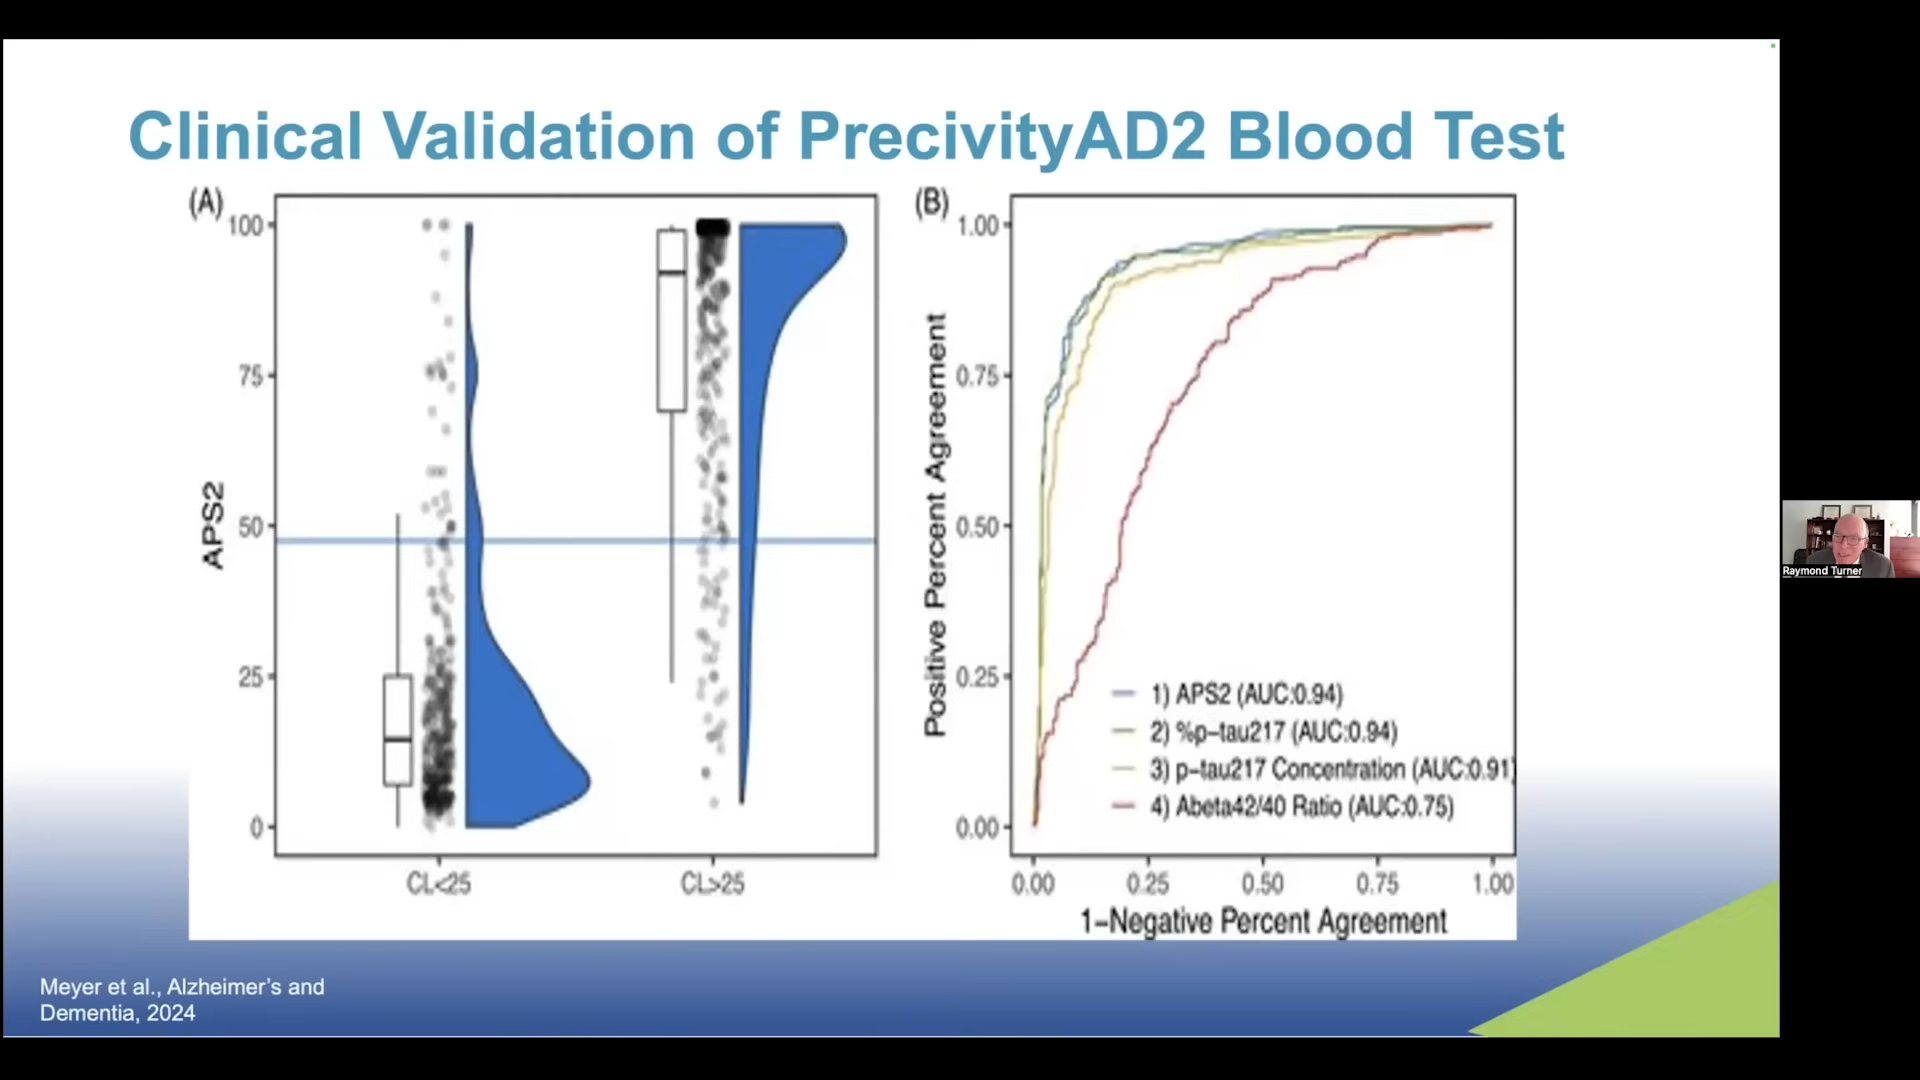 Clinical Validation of PrecivityAD2 Blood Test
(A)
100
75
50
25
0
APS2
CL<25
CL>25
(B)
1.00
0.75
0.50
0.25
0.00
Positive Percent Agreement
1) APS2 (AUC:0.94)
2) %p-tau217 (AUC:0.94)
3) p-tau217 Concentration (AUC:0.91)
4) Abeta42/40 Ratio (AUC:0.75)
0.00 0.25 0.50 0.75 1.00
1-Negative Percent Agreement
Meyer et al., Alzheimer's and
Dementia, 2024
Raymond Turner